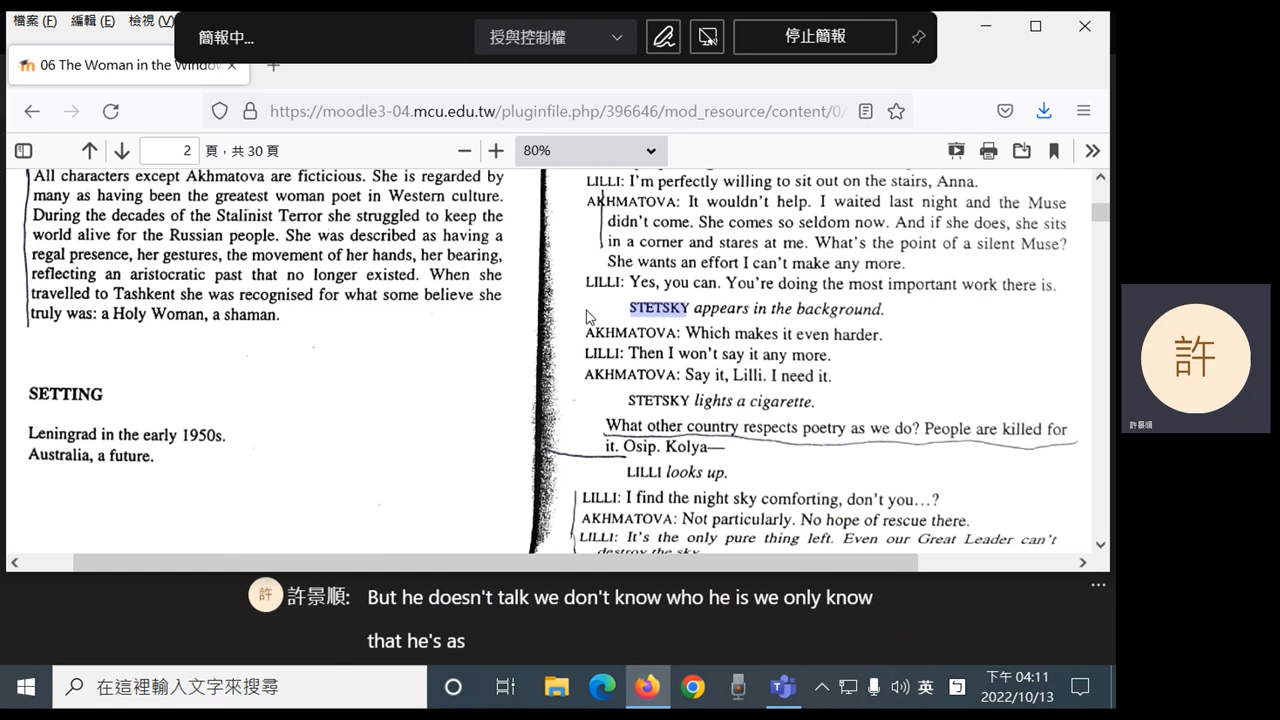 檔案 (F) 編輯 (E) 檢視 (V)
簡報中...
授與控制權
停止簡報
06 The Woman in the Window
https://moodle3-04.mcu.edu.tw/pluginfile.php/396646/mod_resource/content/0/
2 頁，共 30 頁
80%
All characters except Akhmatova are ficticious. She is regarded by
many as having been the greatest woman poet in Western culture.
During the decades of the Stalinist Terror she struggled to keep the
world alive for the Russian people. She was described as having a
regal presence, her gestures, the movement of her hands, her bearing,
reflecting an aristocratic past that no longer existed. When she
travelled to Tashkent she was recognised for what some believe she
truly was: a Holy Woman, a shaman.
SETTING
Leningrad in the early 1950s.
Australia, a future.
LILLI: I'm perfectly willing to sit out on the stairs, Anna.
AKHMATOVA: It wouldn't help. I waited last night and the Muse
didn't come. She comes so seldom now. And if she does, she sits
in a corner and stares at me. What's the point of a silent Muse?
She wants an effort I can't make any more.
LILLI: Yes, you can. You're doing the most important work there is.
STETSKY appears in the background.
AKHMATOVA: Which makes it even harder.
LILLI: Then I won't say it any more.
AKHMATOVA: Say it, Lilli. I need it.
STETSKY lights a cigarette.
What other country respects poetry as we do? People are killed for
it. Osip. Kolya—
LILLI looks up.
LILLI: I find the night sky comforting, don't you...?
AKHMATOVA: Not particularly. No hope of rescue there.
LILLI: It's the only pure thing left. Even our Great Leader can't
destroy the sky
許
許景順
許 許景順: But he doesn't talk we don't know who he is we only know
that he's as
在這裡輸入文字來搜尋
英
下午 04:11
2022/10/13